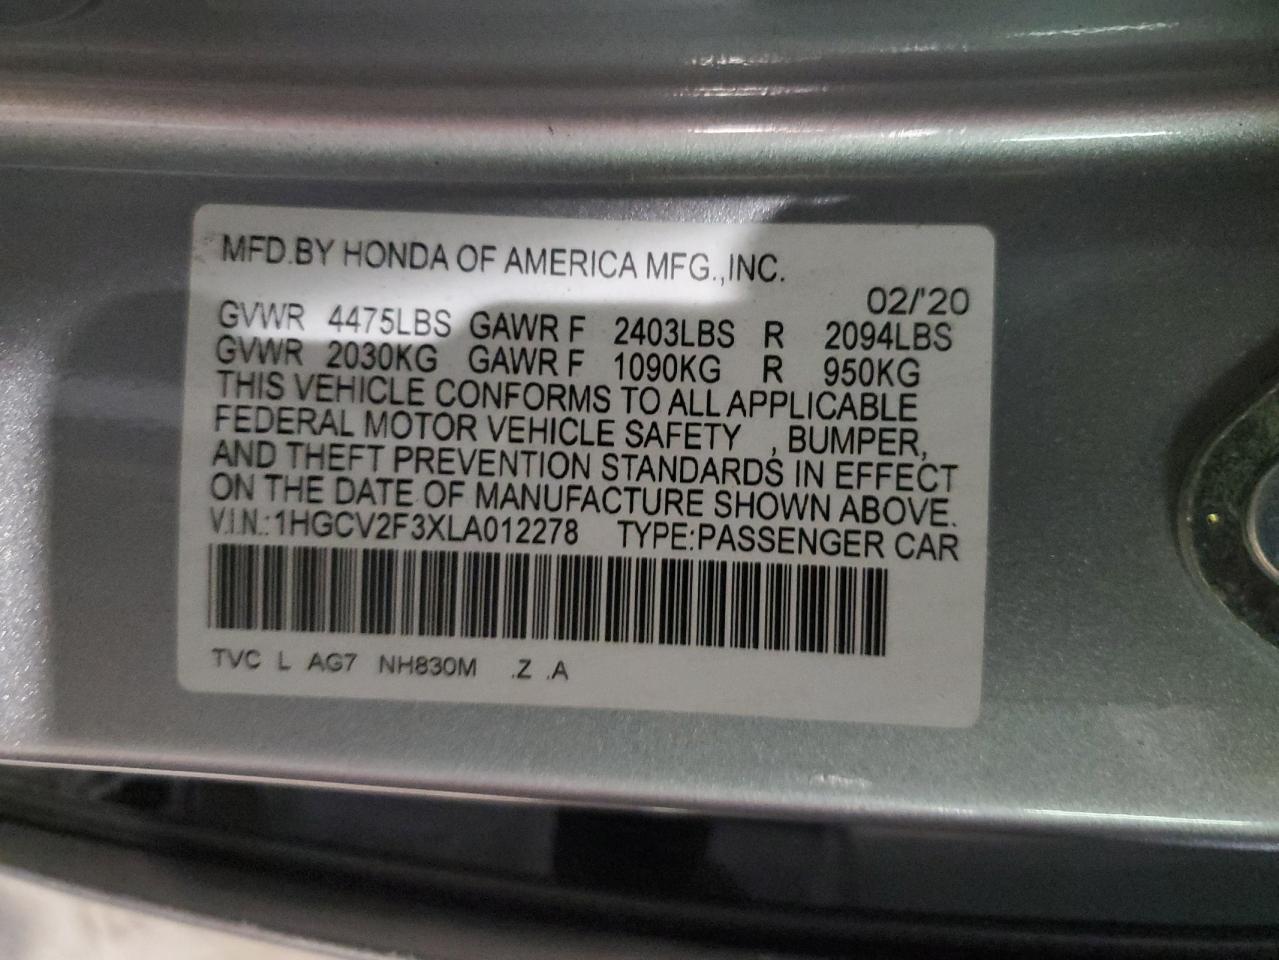 MFD.BY HONDA OF AMERICA MFG.,INC.
02/'20
GVWR 4475LBS GAWR F 2403LBS R 2094LBS
GVWR 2030KG GAWR F 1090KG R 950KG
THIS VEHICLE CONFORMS TO ALL APPLICABLE
FEDERAL MOTOR VEHICLE SAFETY , BUMPER,
AND THEFT PREVENTION STANDARDS IN EFFECT
ON THE DATE OF MANUFACTURE SHOWN ABOVE.
V.I.N.:1HGCV2F3XLA012278 TYPE:PASSENGER CAR
TVC L AG7 NH830M .Z .A